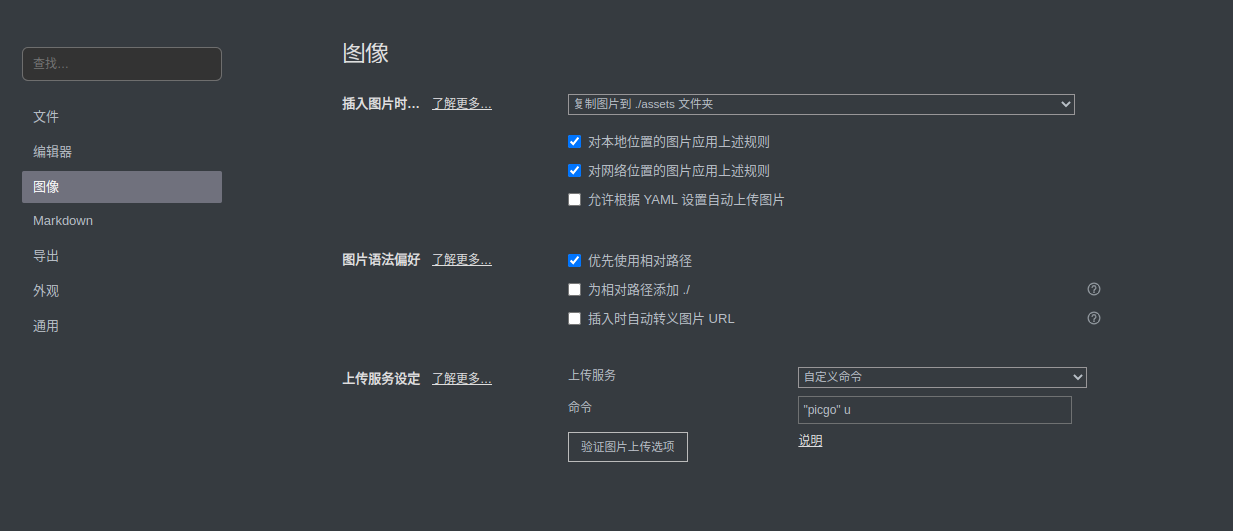 图像
查找…
文件
编辑器
图像
Markdown
导出
外观
通用
插入图片时… 了解更多… 复制图片到 ./assets 文件夹
对本地位置的图片应用上述规则
对网络位置的图片应用上述规则
允许根据 YAML 设置自动上传图片
图片语法偏好 了解更多… 优先使用相对路径
为相对路径添加 ./
插入时自动转义图片 URL
上传服务设定 了解更多… 上传服务 自定义命令
命令 "picgo" u
验证图片上传选项 说明